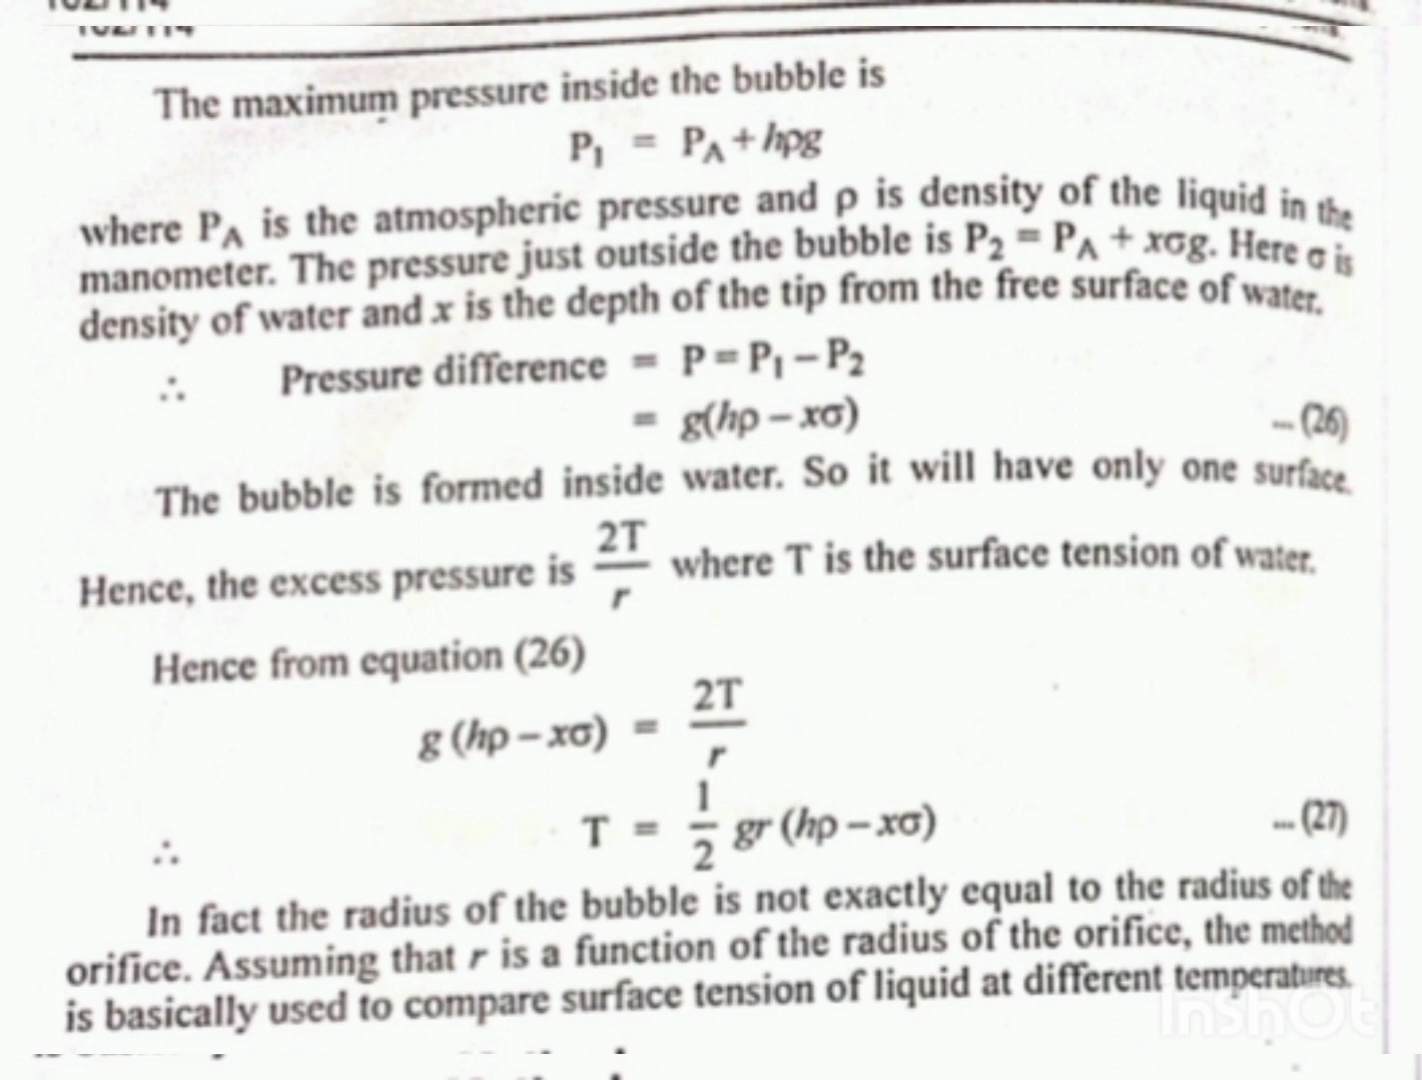 102/114
The maximum pressure inside the bubble is
P₁ = P_A + hρg
where P_A is the atmospheric pressure and ρ is density of the liquid in the
manometer. The pressure just outside the bubble is P₂ = P_A + xσg. Here σ is
density of water and x is the depth of the tip from the free surface of water.
∴ Pressure difference = P = P₁ – P₂
= g(hρ – xσ) ... (26)
The bubble is formed inside water. So it will have only one surface.
Hence, the excess pressure is 2T/r where T is the surface tension of water.
Hence from equation (26)
g (hρ – xσ) = 2T/r
∴ T = 1/2 gr (hρ – xσ) ... (27)
In fact the radius of the bubble is not exactly equal to the radius of the
orifice. Assuming that r is a function of the radius of the orifice, the method
is basically used to compare surface tension of liquid at different temperatures.
InShOt